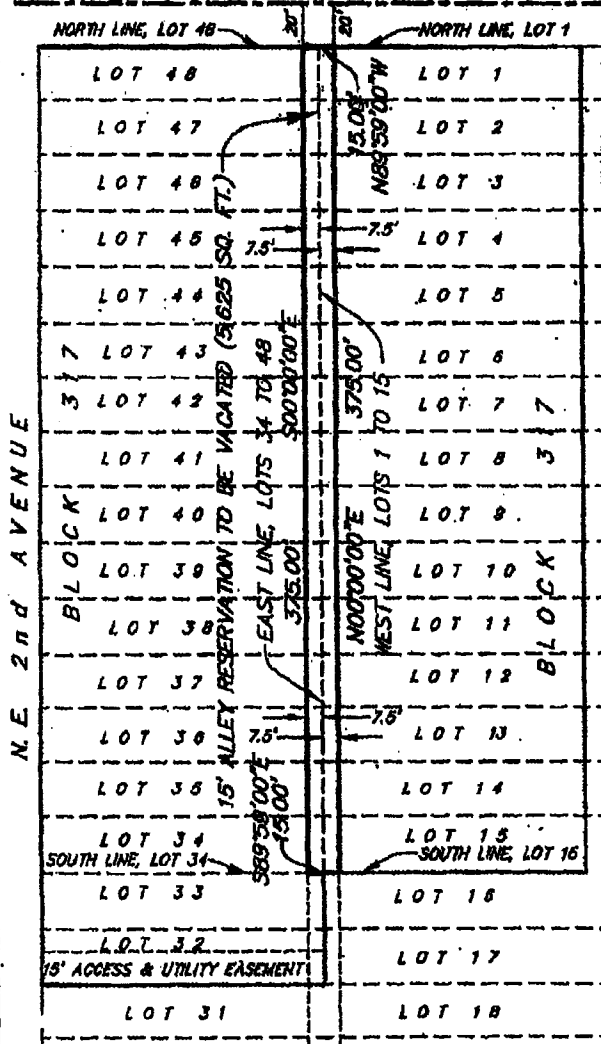 20'
20'
NORTH LINE, LOT 48
NORTH LINE, LOT 1
LOT 48
LOT 1
LOT 47
LOT 2
LOT 46
LOT 3
15.00'
N89°59'00"W
LOT 45
LOT 4
7.5'
7.5'
LOT 44
LOT 5
LOT 43
LOT 6
LOT 42
LOT 7
LOT 41
LOT 8
LOT 40
LOT 9
LOT 39
LOT 10
LOT 38
LOT 11
LOT 37
LOT 12
LOT 36
LOT 13
7.5'
7.5'
LOT 35
LOT 14
LOT 34
LOT 15
SOUTH LINE, LOT 34
SOUTH LINE, LOT 16
LOT 33
LOT 16
LOT 32
LOT 17
15' ACCESS & UTILITY EASEMENT
LOT 31
LOT 18
N.E. 2nd AVENUE
BLOCK 317
15' ALLEY RESERVATION TO BE VACATED (5,625 SQ. FT.)
EAST LINE, LOTS 34 TO 48
S00°00'00"E
375.00'
S89°59'00"E
15.00'
N00°00'00"E
375.00'
WEST LINE, LOTS 1 TO 15
BLOCK 317